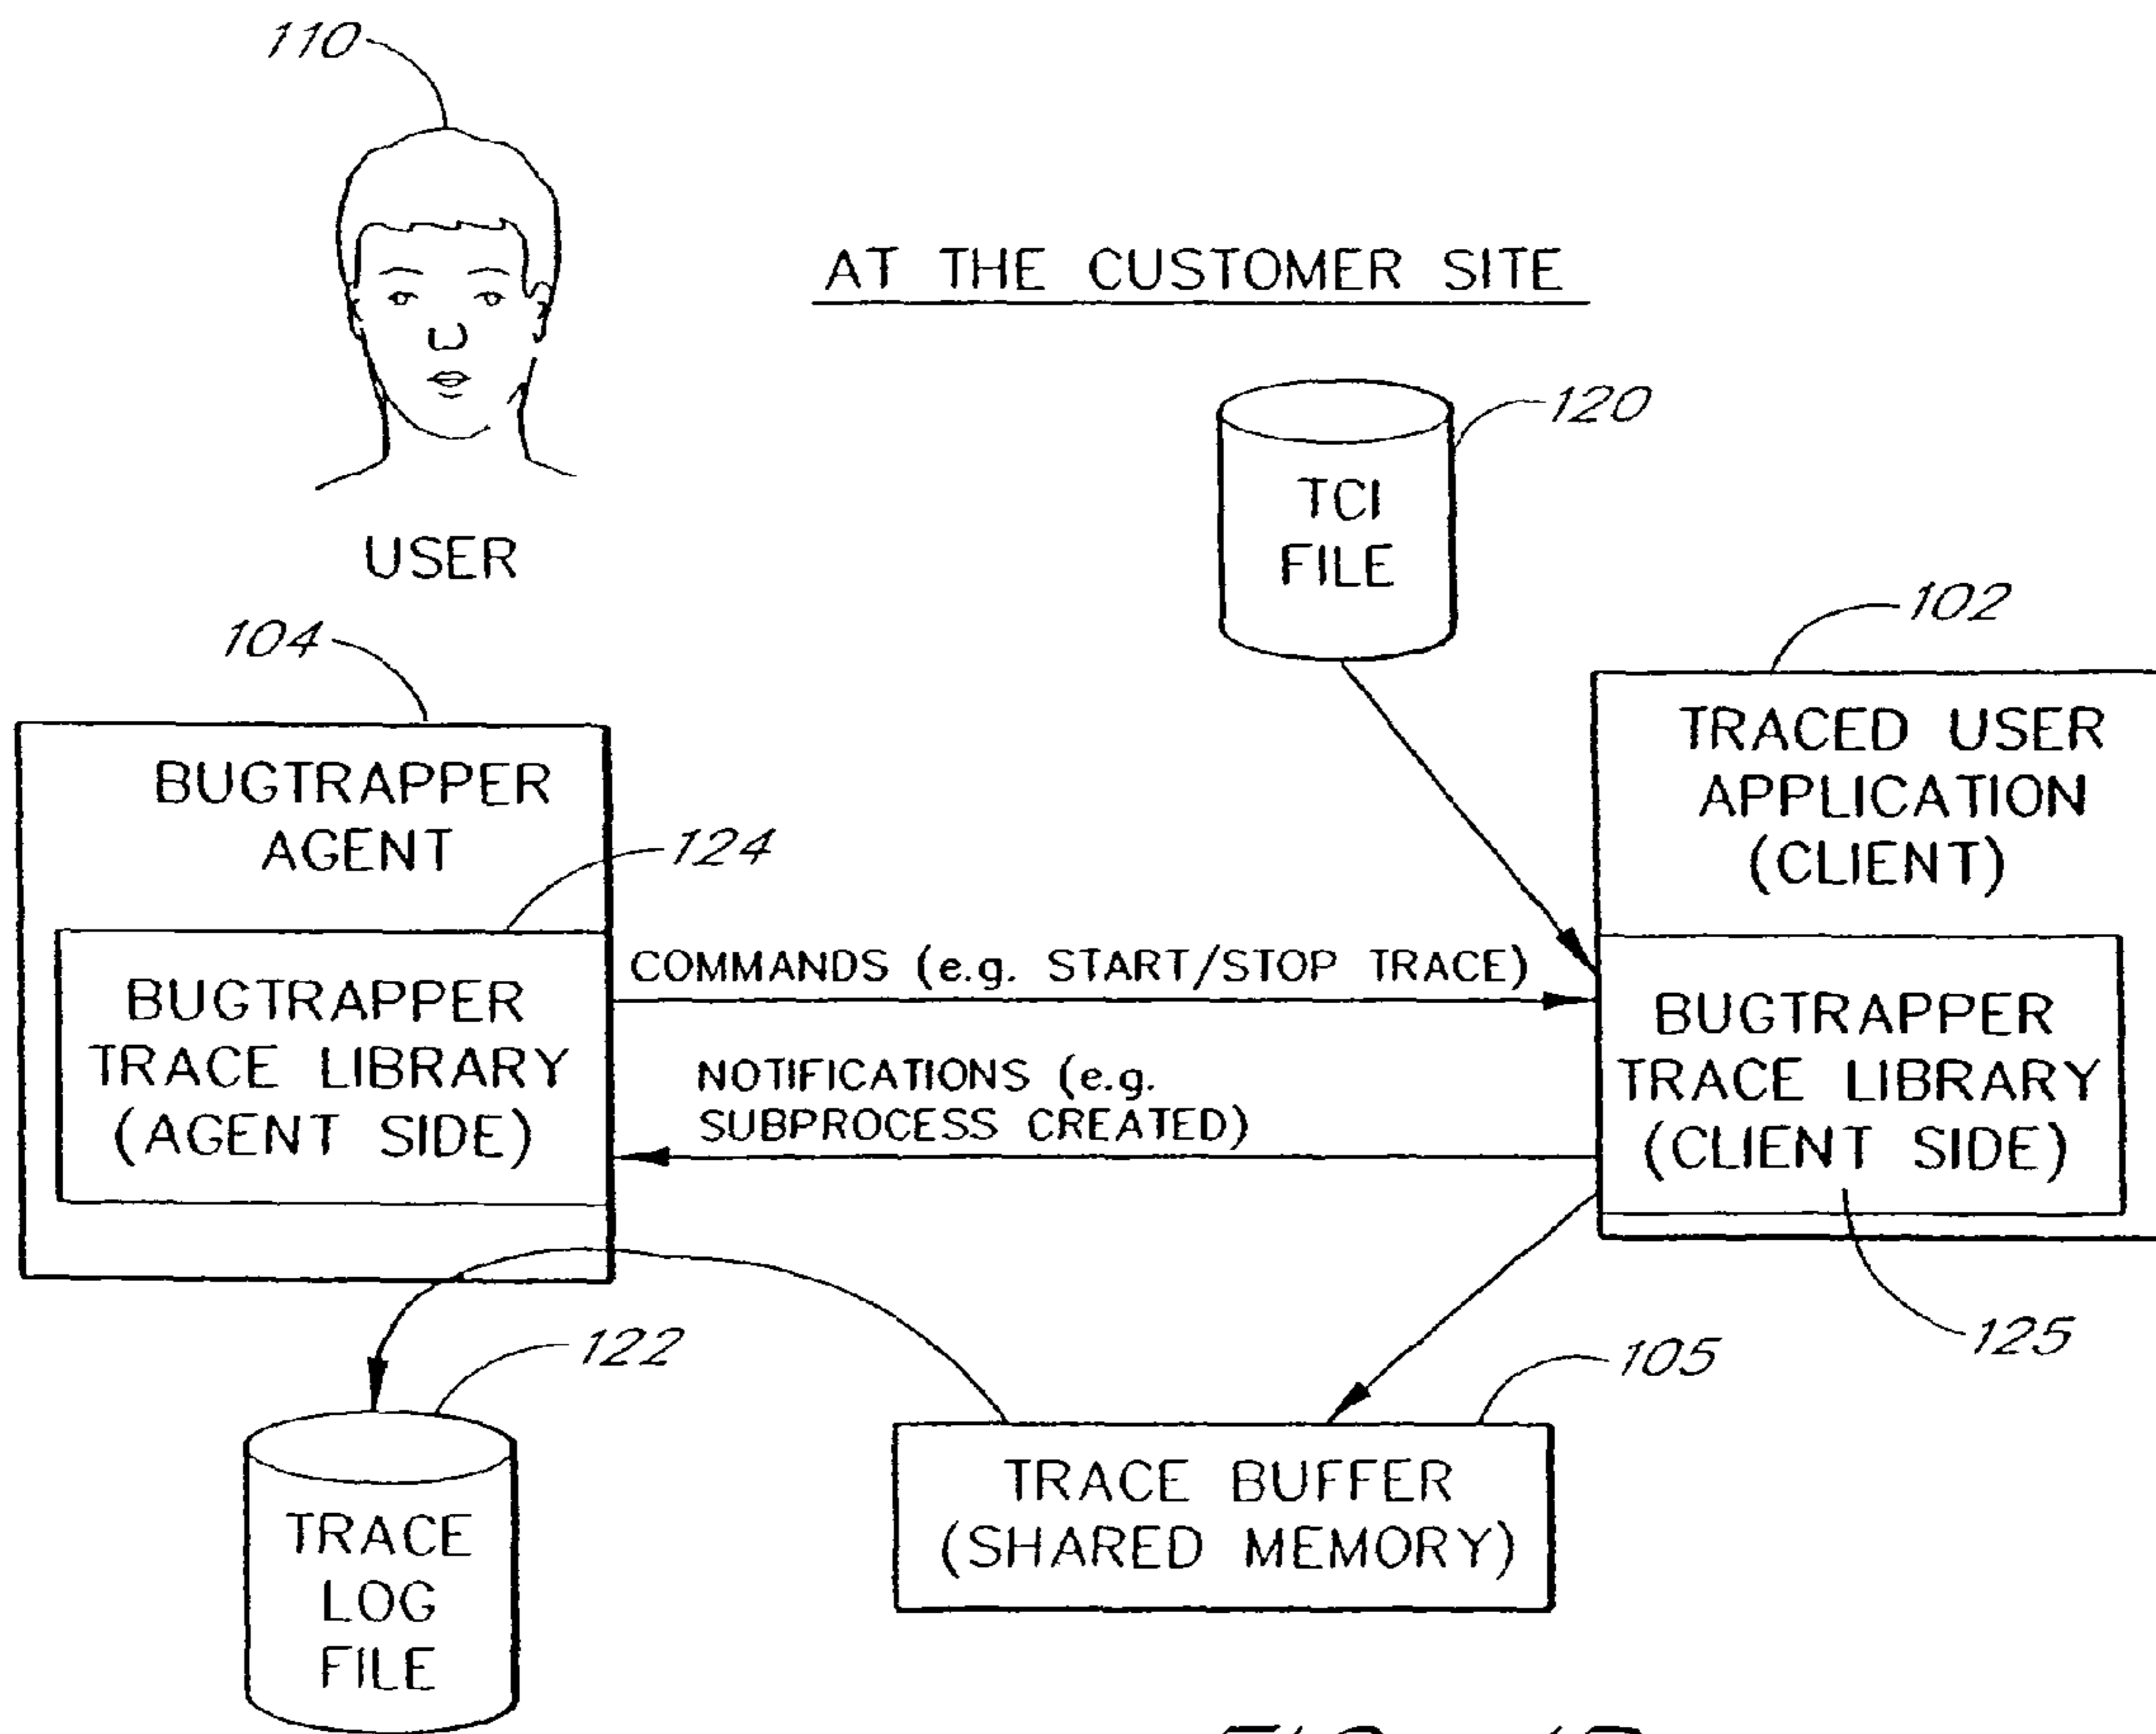 110
AT THE CUSTOMER SITE
120
TCI
FILE
USER
104
102
BUGTRAPPER
AGENT
124
TRACED USER
APPLICATION
(CLIENT)
BUGTRAPPER
TRACE LIBRARY
(AGENT SIDE)
COMMANDS (e.g. START/STOP TRACE)
NOTIFICATIONS (e.g.
SUBPROCESS CREATED)
BUGTRAPPER
TRACE LIBRARY
(CLIENT SIDE)
122
105
125
TRACE
LOG
FILE
TRACE BUFFER
(SHARED MEMORY)